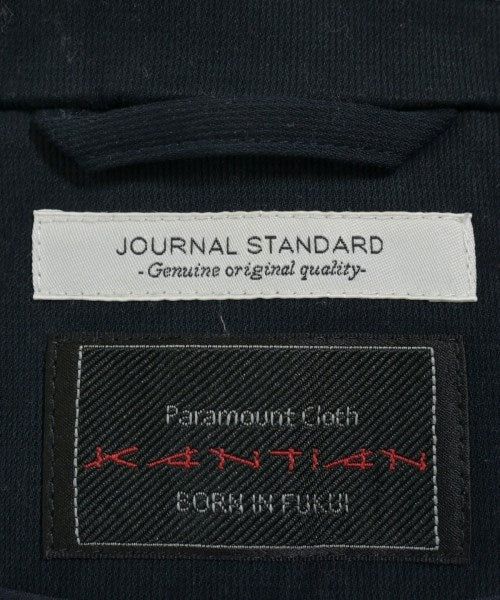 JOURNAL STANDARD
-Genuine original quality-
Paramount Cloth
KANTIAN
BORN IN FUKUI